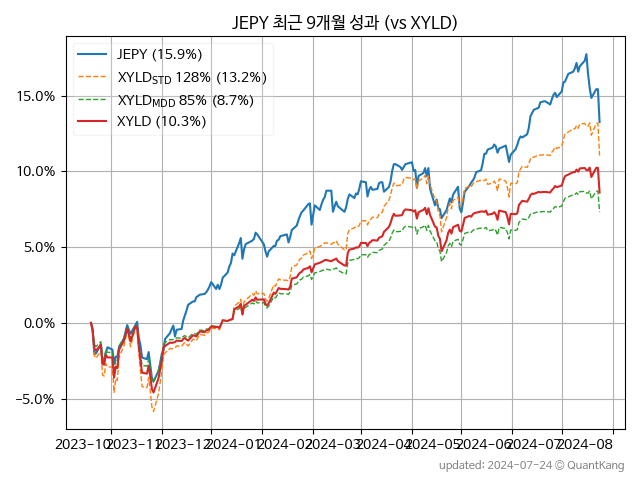 JEPY 최근 9개월 성과 (vs XYLD)
JEPY (15.9%)
XYLD_STD 128% (13.2%)
XYLD_MDD 85% (8.7%)
XYLD (10.3%)
15.0%
10.0%
5.0%
0.0%
−5.0%
2023-10 2023-11 2023-12 2024-01 2024-02 2024-03 2024-04 2024-05 2024-06 2024-07 2024-08
updated: 2024-07-24 © QuantKang